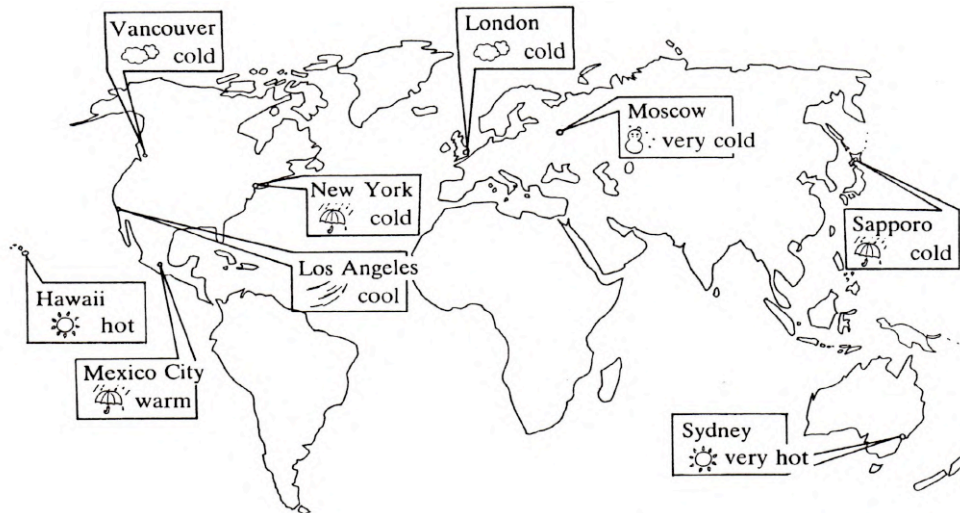 Vancouver
cold
London
cold
Moscow
very cold
New York
cold
Sapporo
cold
Los Angeles
cool
Hawaii
hot
Mexico City
warm
Sydney
very hot